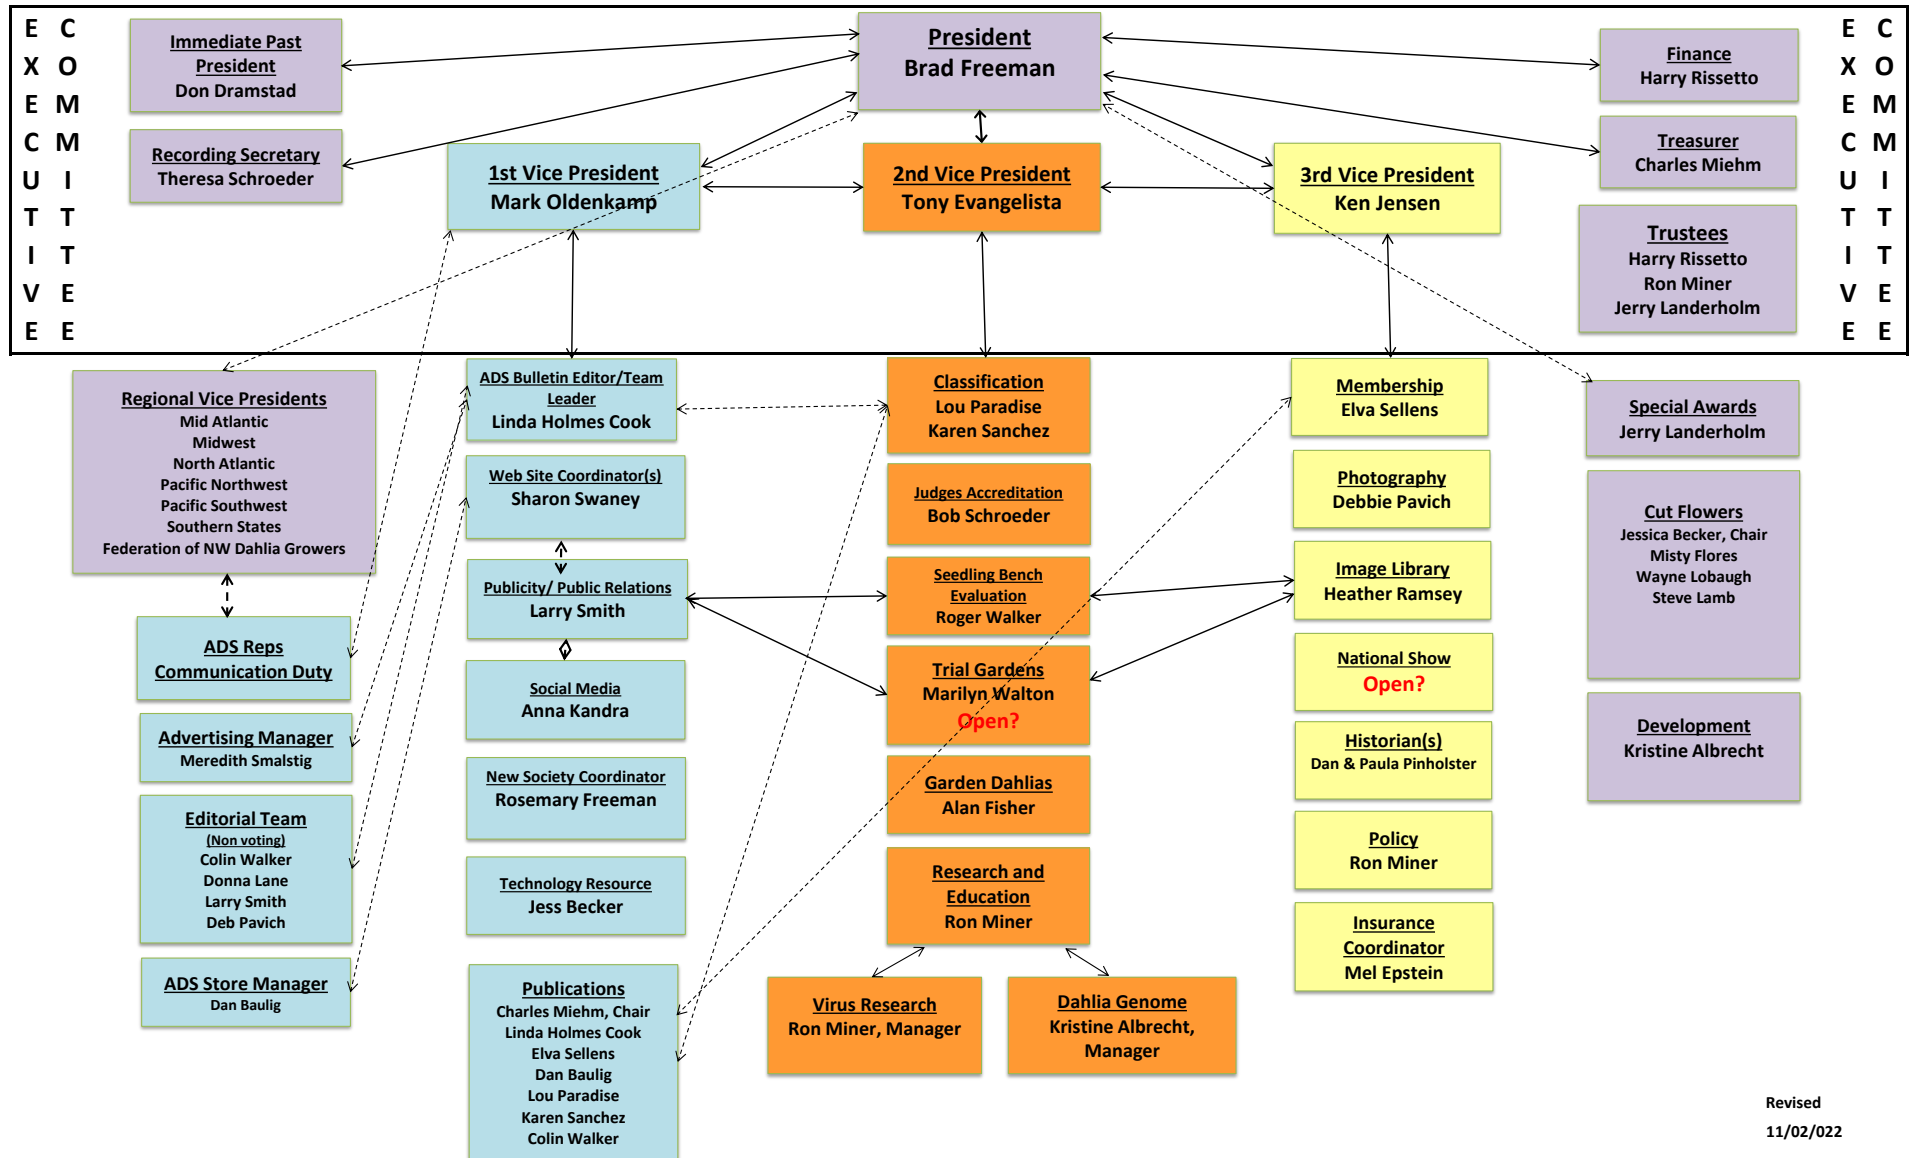 E C
X O
E M
C M
U I
T T
I T
V E
E E
Immediate Past
President
Don Dramstad
Recording Secretary
Theresa Schroeder
President
Brad Freeman
1st Vice President
Mark Oldenkamp
2nd Vice President
Tony Evangelista
3rd Vice President
Ken Jensen
Finance
Harry Rissetto
Treasurer
Charles Miehm
Trustees
Harry Rissetto
Ron Miner
Jerry Landerholm
E C
X O
E M
C M
U I
T T
I T
V E
E E
Regional Vice Presidents
Mid Atlantic
Midwest
North Atlantic
Pacific Northwest
Pacific Southwest
Southern States
Federation of NW Dahlia Growers
ADS Reps
Communication Duty
Advertising Manager
Meredith Smalstig
Editorial Team
(Non voting)
Colin Walker
Donna Lane
Larry Smith
Deb Pavich
ADS Store Manager
Dan Baulig
ADS Bulletin Editor/Team
Leader
Linda Holmes Cook
Web Site Coordinator(s)
Sharon Swaney
Publicity/ Public Relations
Larry Smith
Social Media
Anna Kandra
New Society Coordinator
Rosemary Freeman
Technology Resource
Jess Becker
Publications
Charles Miehm, Chair
Linda Holmes Cook
Elva Sellens
Dan Baulig
Lou Paradise
Karen Sanchez
Colin Walker
Classification
Lou Paradise
Karen Sanchez
Judges Accreditation
Bob Schroeder
Seedling Bench
Evaluation
Roger Walker
Trial Gardens
Marilyn Walton
Open?
Garden Dahlias
Alan Fisher
Research and
Education
Ron Miner
Virus Research
Ron Miner, Manager
Dahlia Genome
Kristine Albrecht,
Manager
Membership
Elva Sellens
Photography
Debbie Pavich
Image Library
Heather Ramsey
National Show
Open?
Historian(s)
Dan & Paula Pinholster
Policy
Ron Miner
Insurance
Coordinator
Mel Epstein
Special Awards
Jerry Landerholm
Cut Flowers
Jessica Becker, Chair
Misty Flores
Wayne Lobaugh
Steve Lamb
Development
Kristine Albrecht
Revised
11/02/022